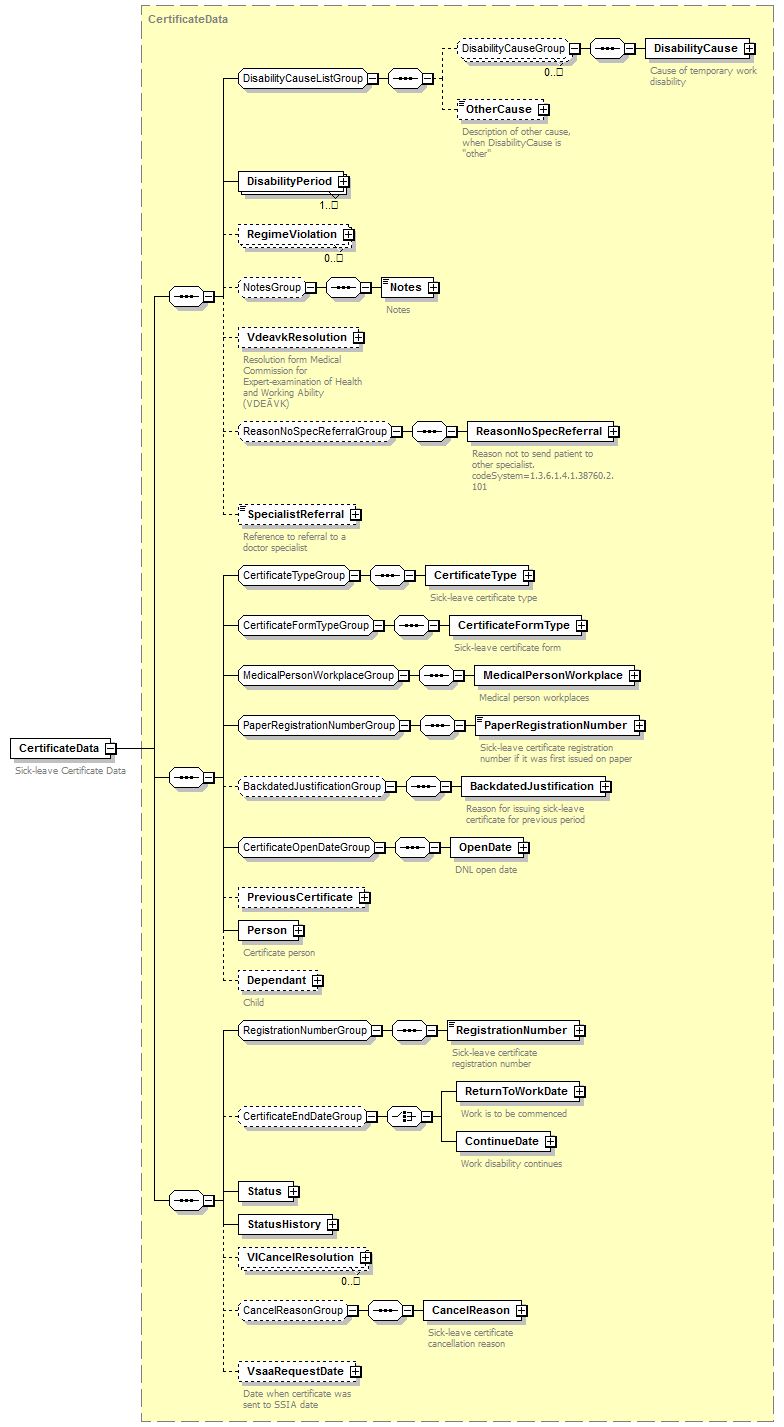 CertificateData
DisabilityCauseListGroup
DisabilityCauseGroup
0..□
DisabilityCause
Cause of temporary work
disability
OtherCause
Description of other cause,
when DisabilityCause is
"other"
DisabilityPeriod
1..□
RegimeViolation
0..□
NotesGroup
Notes
Notes
VdeavkResolution
Resolution form Medical
Commission for
Expert-examination of Health
and Working Ability
(VDEĀVK)
ReasonNoSpecReferralGroup
ReasonNoSpecReferral
Reason not to send patient to
other specialist.
codeSystem=1.3.6.1.4.1.38760.2.
101
SpecialistReferral
Reference to referral to a
doctor specialist
CertificateTypeGroup
CertificateType
Sick-leave certificate type
CertificateFormTypeGroup
CertificateFormType
Sick-leave certificate form
MedicalPersonWorkplaceGroup
MedicalPersonWorkplace
Medical person workplaces
PaperRegistrationNumberGroup
PaperRegistrationNumber
Sick-leave certificate registration
number if it was first issued on paper
CertificateData
Sick-leave Certificate Data
BackdatedJustificationGroup
BackdatedJustification
Reason for issuing sick-leave
certificate for previous period
CertificateOpenDateGroup
OpenDate
DNL open date
PreviousCertificate
Person
Certificate person
Dependant
Child
RegistrationNumberGroup
RegistrationNumber
Sick-leave certificate
registration number
CertificateEndDateGroup
ReturnToWorkDate
Work is to be commenced
ContinueDate
Work disability continues
Status
StatusHistory
VICancelResolution
0..□
CancelReasonGroup
CancelReason
Sick-leave certificate
cancellation reason
VsaaRequestDate
Date when certificate was
sent to SSIA date